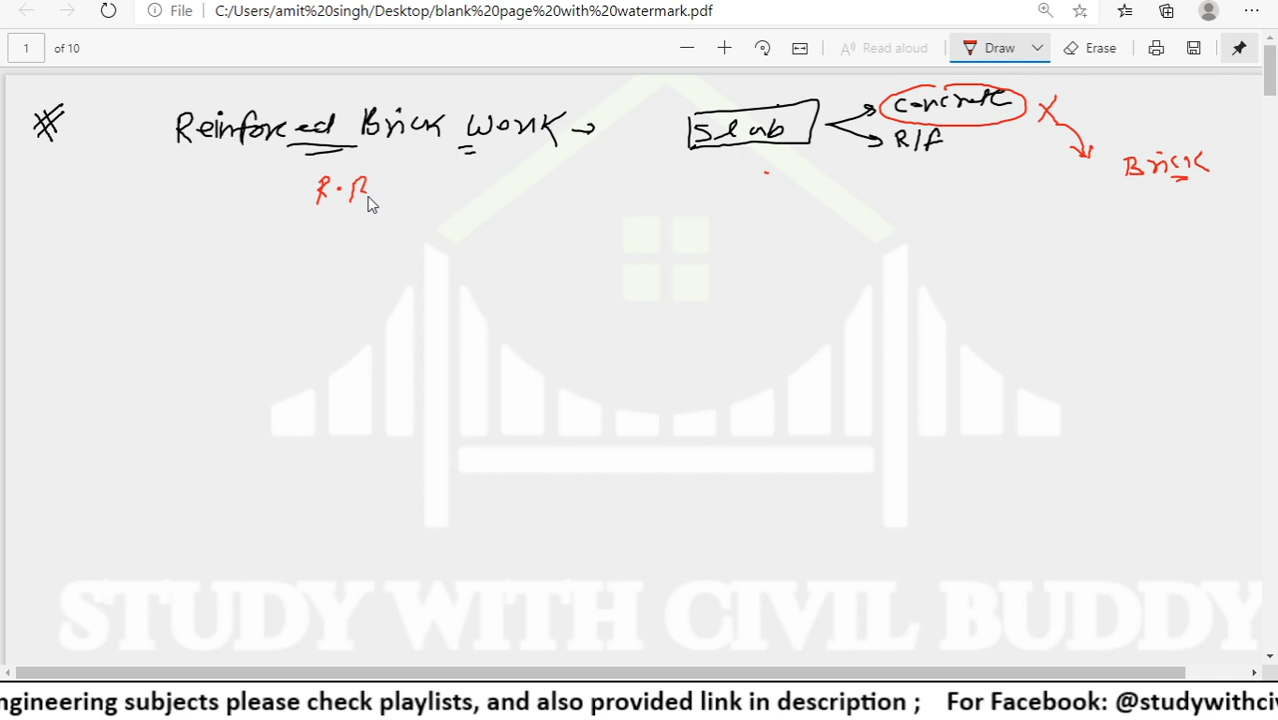 File C:/Users/amit%20singh/Desktop/blank%20page%20with%20watermark.pdf
1 of 10 Read aloud Draw Erase
Reinforced Brick Work → Slab concrete X
R/f
Brick
R.B
STUDY WITH CIVIL BUDDY
ngineering subjects please check playlists, and also provided link in description ; For Facebook: @studywithci